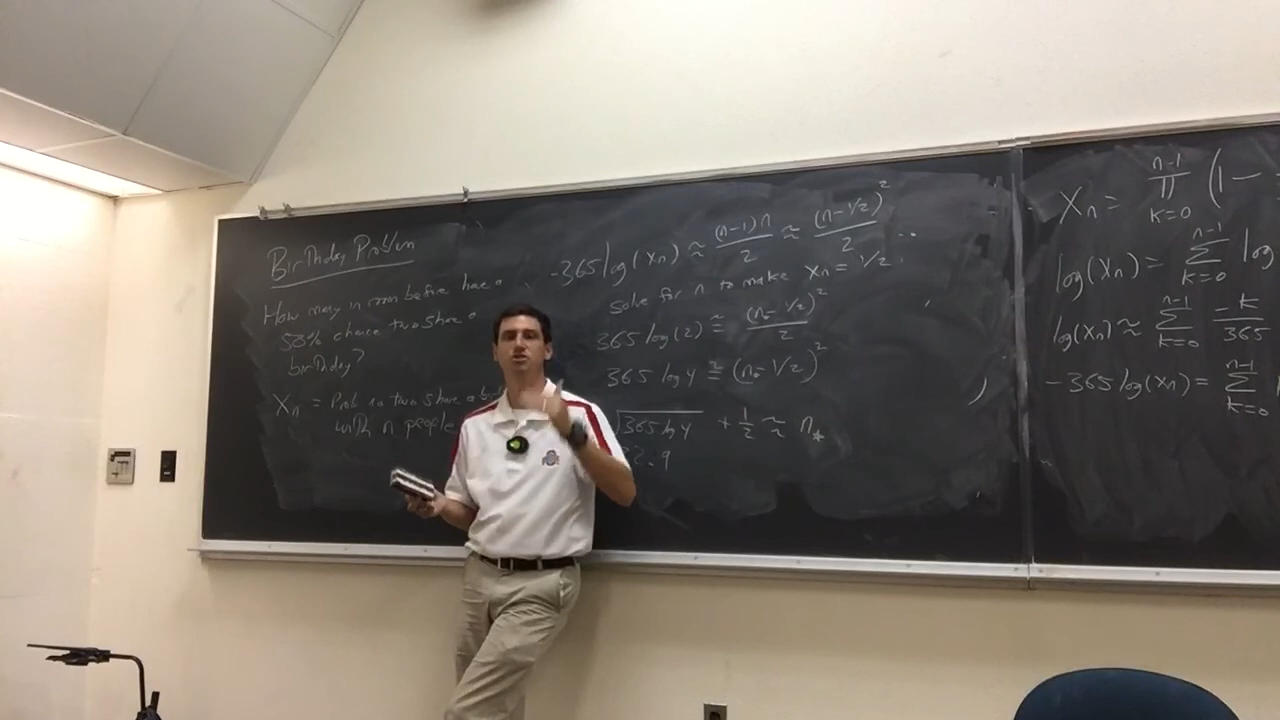 Birthday Problem
How many in room before have a
50% chance two share a
birthday?
Xn = Prob no two share a
with n people
-365 log(Xn) ≈ (n-1)n/2 ≈ (n-1/2)²/2
solve for n to make Xn = 1/2.
365 log(2) ≈ (n - 1/2)²/2
365 log 4 ≈ (n - 1/2)²
√365 log 4 + 1/2 ≈ n*
2.9
Xn = n-1 π k=0 (1 -
log(Xn) = n-1 Σ k=0 log
log(Xn) ≈ n-1 Σ k=0 -k/365
-365 log(Xn) = n-1 Σ k=0